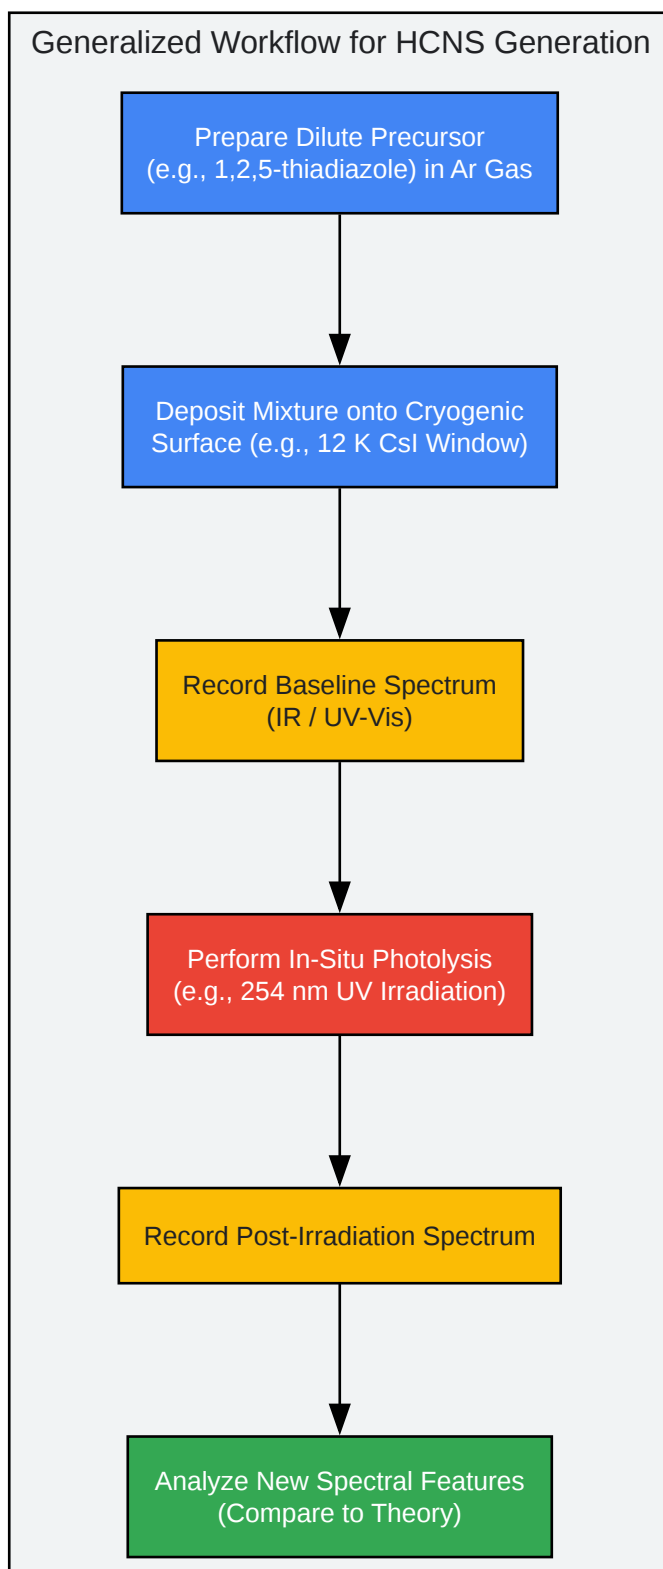 Generalized Workflow for HCNS Generation
Prepare Dilute Precursor
(e.g., 1,2,5-thiadiazole) in Ar Gas
Deposit Mixture onto Cryogenic
Surface (e.g., 12 K CsI Window)
Record Baseline Spectrum
(IR / UV-Vis)
Perform In-Situ Photolysis
(e.g., 254 nm UV Irradiation)
Record Post-Irradiation Spectrum
Analyze New Spectral Features
(Compare to Theory)